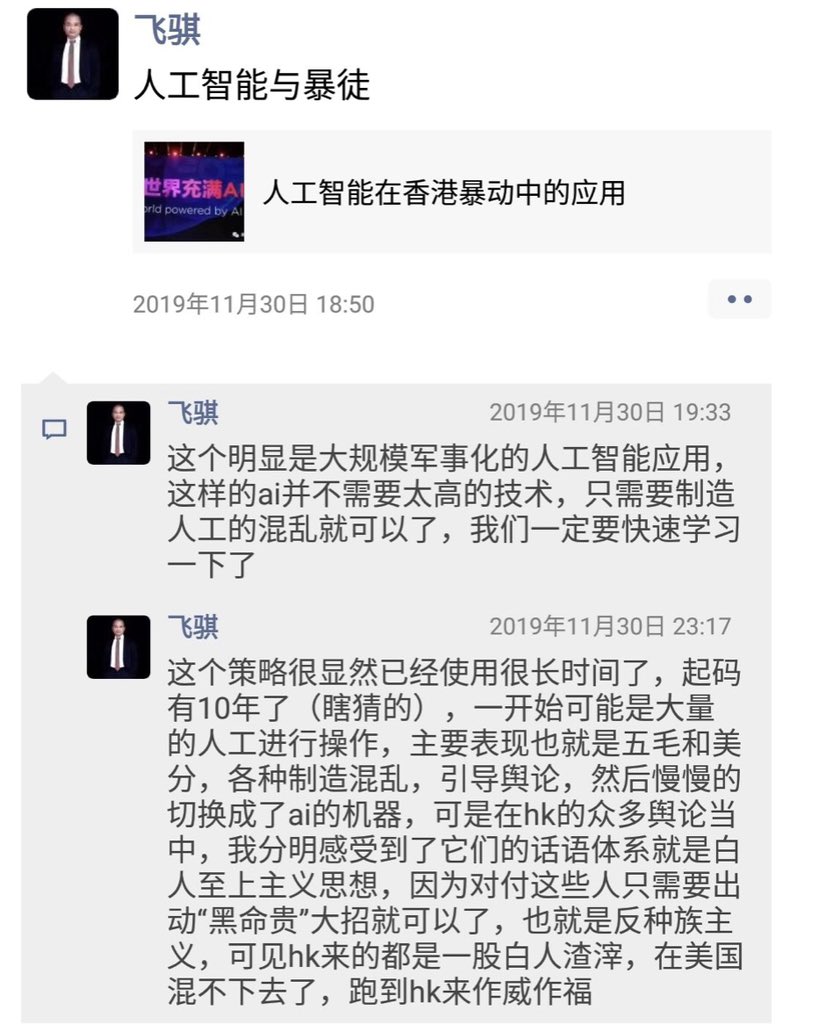 飞骐
人工智能与暴徒
世界充满AI
orld powered by AI
人工智能在香港暴动中的应用
2019年11月30日 18:50
飞骐
2019年11月30日 19:33
这个明显是大规模军事化的人工智能应用，
这样的ai并不需要太高的技术，只需要制造
人工的混乱就可以了，我们一定要快速学习
一下了
飞骐
2019年11月30日 23:17
这个策略很显然已经使用很长时间了，起码
有10年了（瞎猜的），一开始可能是大量
的人工进行操作，主要表现也就是五毛和美
分，各种制造混乱，引导舆论，然后慢慢的
切换成了ai的机器，可是在hk的众多舆论当
中，我分明感受到了它们的话语体系就是白
人至上主义思想，因为对付这些人只需要出
动“黑命贵”大招就可以了，也就是反种族主
义，可见hk来的都是一股白人渣滓，在美国
混不下去了，跑到hk来作威作福